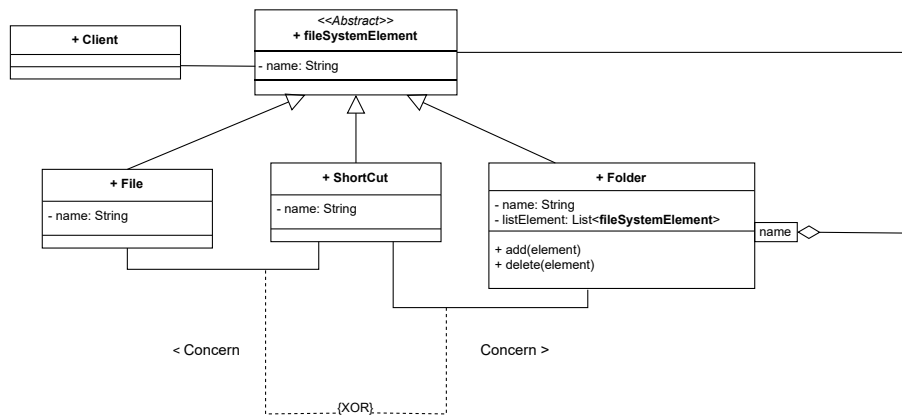 <<Abstract>>
+ fileSystemElement
+ Client
- name: String
+ File
- name: String
+ ShortCut
- name: String
+ Folder
- name: String
- listElement: List<fileSystemElement>
name
+ add(element)
+ delete(element)
< Concern
Concern >
{XOR}